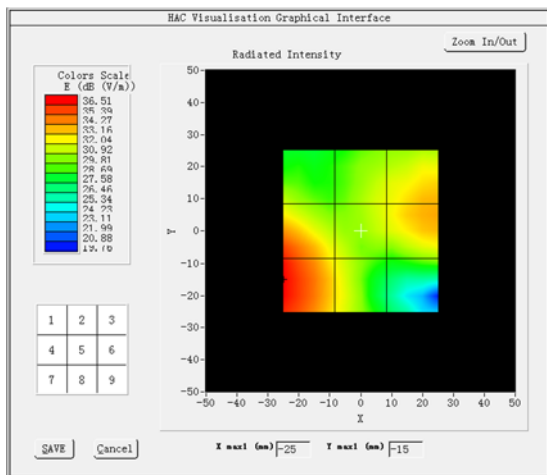 HAC Visualisation Graphical Interface
Zoom In/Out
Radiated Intensity
Colors Scale
E (dB (V/m))
36.51
35.39
34.27
33.16
32.04
30.92
29.81
28.69
27.58
26.46
25.34
24.23
23.11
21.99
20.88
19.76
50
40
30
20
10
0
-10
-20
-30
-40
-50
Y
-50 -40 -30 -20 -10 0 10 20 30 40 50
X
1 2 3
4 5 6
7 8 9
SAVE Cancel
X max1 (mm) -25 Y max1 (mm) -15